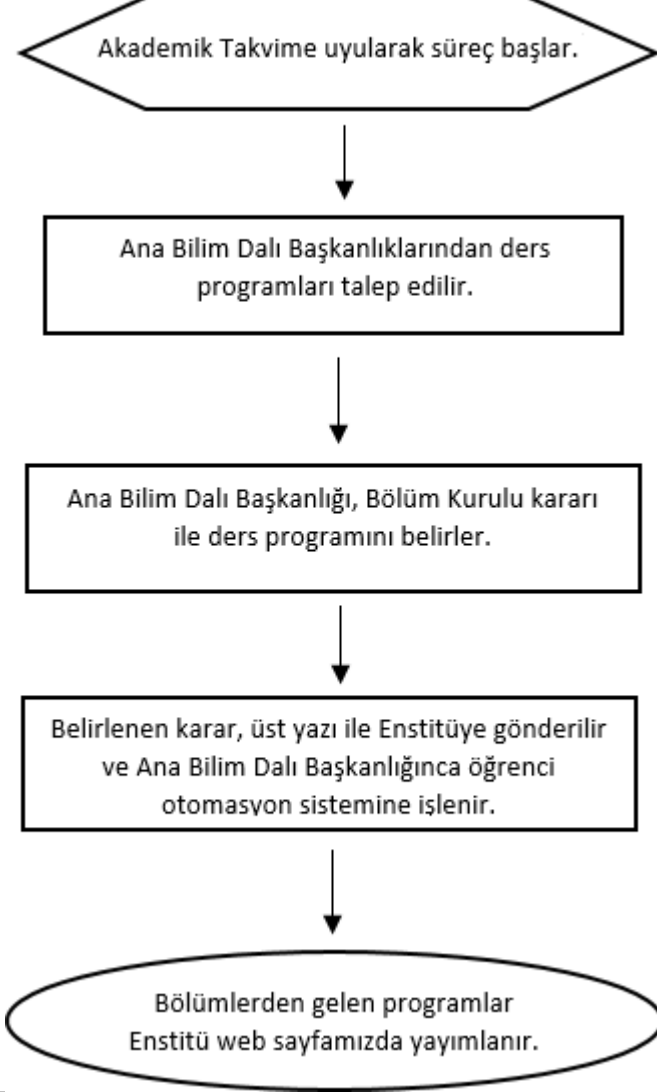 Akademik Takvime uyularak süreç başlar.
Ana Bilim Dalı Başkanlıklarından ders
programları talep edilir.
Ana Bilim Dalı Başkanlığı, Bölüm Kurulu kararı
ile ders programını belirler.
Belirlenen karar, üst yazı ile Enstitüye gönderilir
ve Ana Bilim Dalı Başkanlığınca öğrenci
otomasyon sistemine işlenir.
Bölümlerden gelen programlar
Enstitü web sayfamızda yayımlanır.